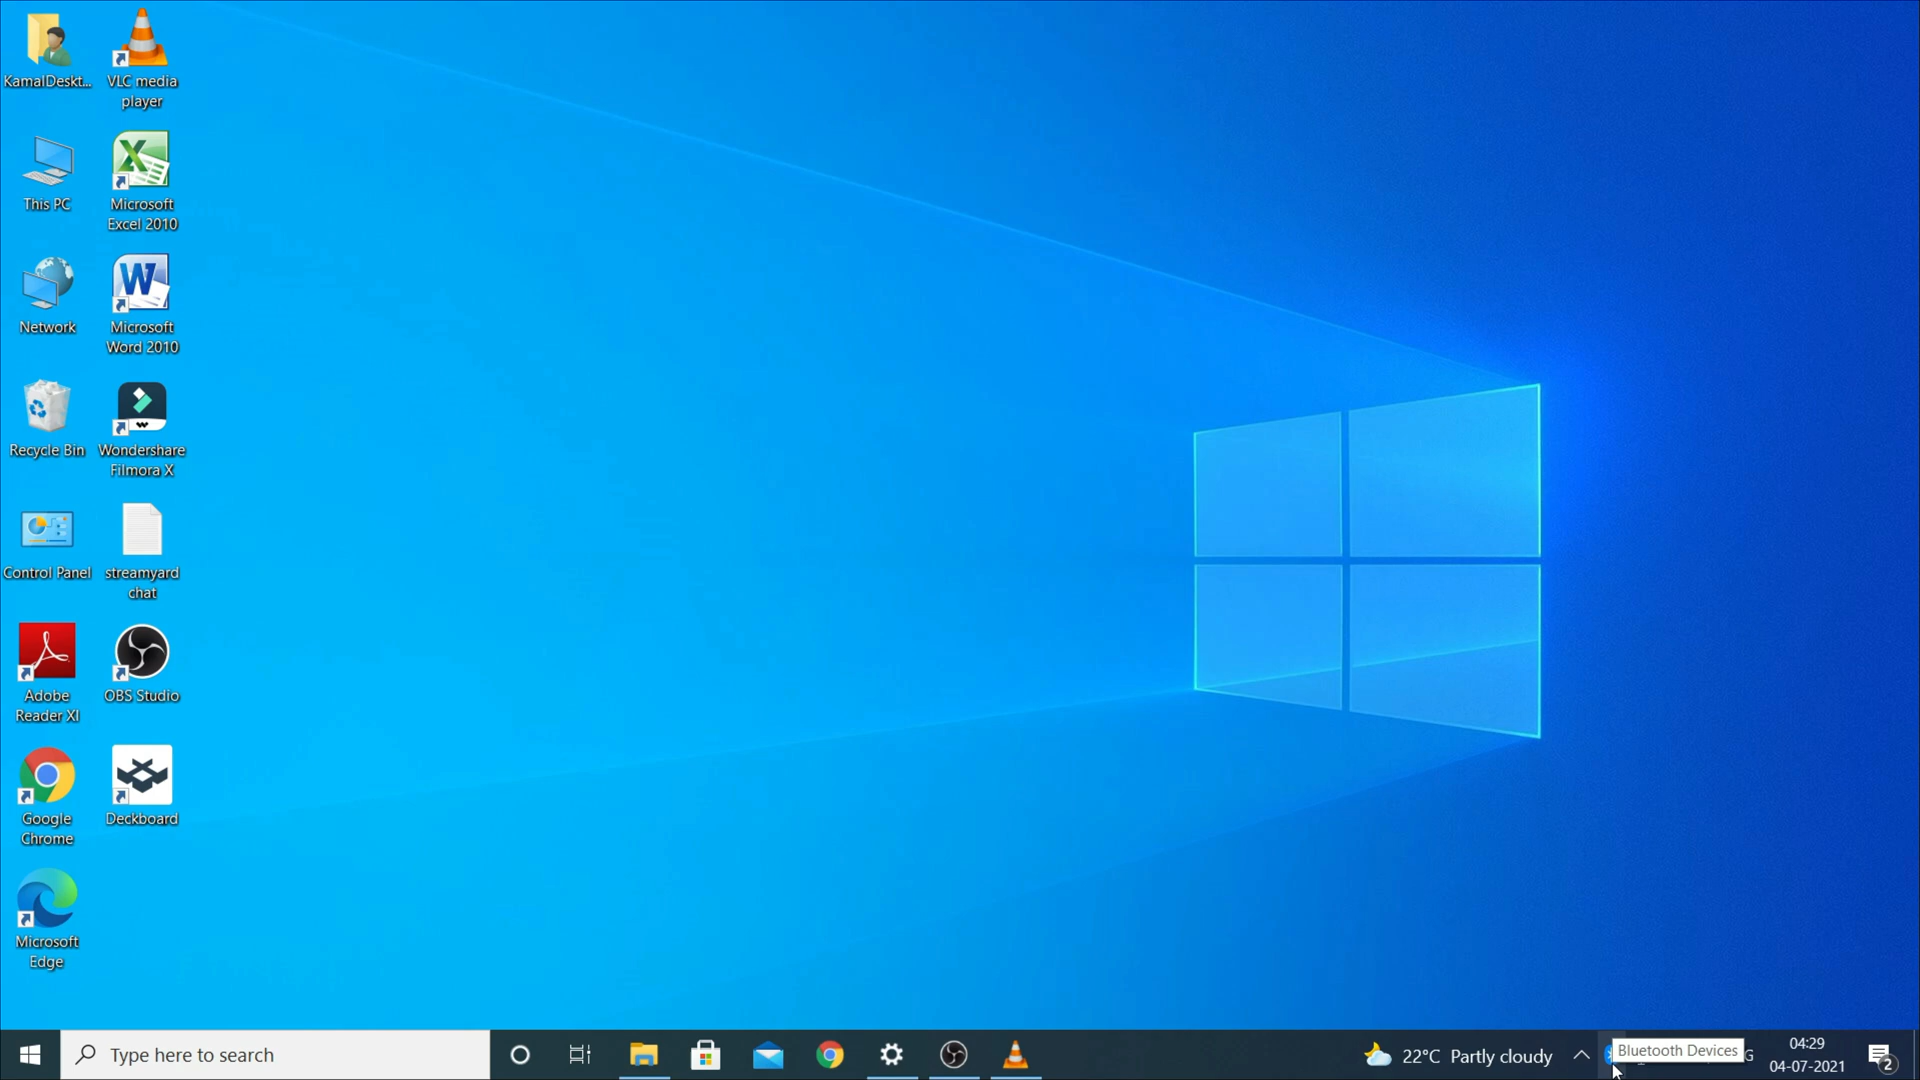 KamalDeskt...
VLC media
player
This PC
Microsoft
Excel 2010
Network
Microsoft
Word 2010
Recycle Bin
Wondershare
Filmora X
Control Panel
streamyard
chat
Adobe
Reader XI
OBS Studio
Google
Chrome
Deckboard
Microsoft
Edge
Type here to search
22°C Partly cloudy
Bluetooth Devices
G
04:29
04-07-2021
2